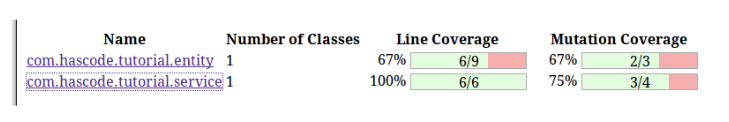 Name Number of Classes Line Coverage Mutation Coverage
com.hascode.tutorial.entity 1 67% 6/9 67% 2/3
com.hascode.tutorial.service 1 100% 6/6 75% 3/4